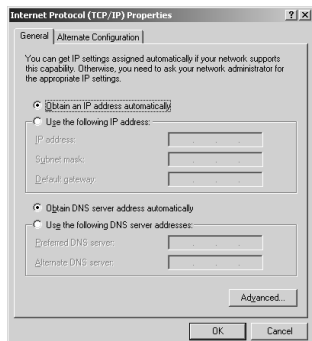 Internet Protocol (TCP/IP) Properties
General Alternate Configuration
You can get IP settings assigned automatically if your network supports
this capability. Otherwise, you need to ask your network administrator for
the appropriate IP settings.
Obtain an IP address automatically
Use the following IP address:
IP address:
Subnet mask:
Default gateway:
Obtain DNS server address automatically
Use the following DNS server addresses:
Preferred DNS server:
Alternate DNS server:
Advanced...
OK Cancel